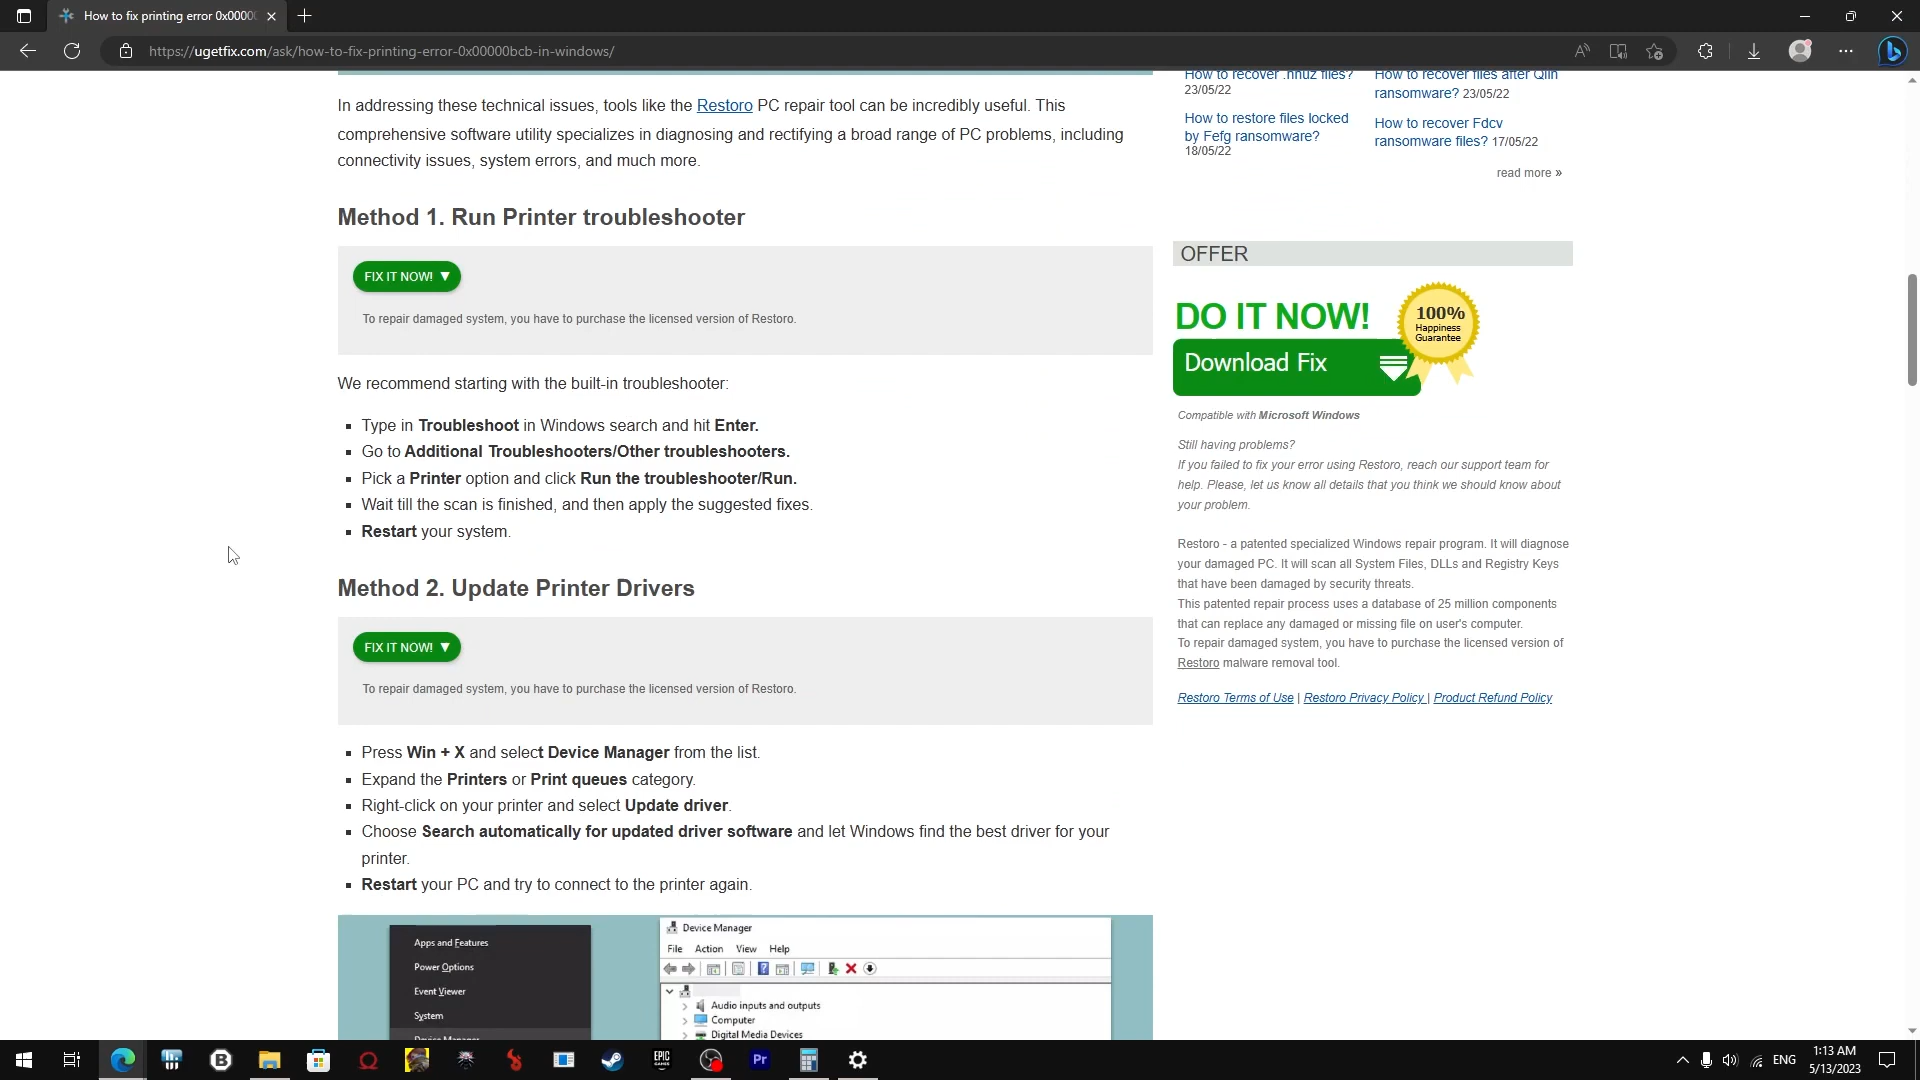 How to fix printing error 0x0000
https://ugetfix.com/ask/how-to-fix-printing-error-0x00000bcb-in-windows/
In addressing these technical issues, tools like the Restoro PC repair tool can be incredibly useful. This
comprehensive software utility specializes in diagnosing and rectifying a broad range of PC problems, including
connectivity issues, system errors, and much more.
Method 1. Run Printer troubleshooter
FIX IT NOW!
To repair damaged system, you have to purchase the licensed version of Restoro.
We recommend starting with the built-in troubleshooter:
Type in Troubleshoot in Windows search and hit Enter.
Go to Additional Troubleshooters/Other troubleshooters.
Pick a Printer option and click Run the troubleshooter/Run.
Wait till the scan is finished, and then apply the suggested fixes.
Restart your system.
Method 2. Update Printer Drivers
FIX IT NOW!
To repair damaged system, you have to purchase the licensed version of Restoro.
Press Win + X and select Device Manager from the list.
Expand the Printers or Print queues category.
Right-click on your printer and select Update driver.
Choose Search automatically for updated driver software and let Windows find the best driver for your
printer.
Restart your PC and try to connect to the printer again.
Apps and Features
Power Options
Event Viewer
System
Device Manager
Device Manager
File Action View Help
Audio inputs and outputs
Computer
Digital Media Devices
How to recover .nnuz files?
23/05/22
How to restore files locked
by Fefg ransomware?
18/05/22
How to recover files after Qlln
ransomware? 23/05/22
How to recover Fdcv
ransomware files? 17/05/22
read more »
OFFER
DO IT NOW!
Download Fix
100%
Happiness
Guarantee
Compatible with Microsoft Windows
Still having problems?
If you failed to fix your error using Restoro, reach our support team for
help. Please, let us know all details that you think we should know about
your problem.
Restoro - a patented specialized Windows repair program. It will diagnose
your damaged PC. It will scan all System Files, DLLs and Registry Keys
that have been damaged by security threats.
This patented repair process uses a database of 25 million components
that can replace any damaged or missing file on user's computer.
To repair damaged system, you have to purchase the licensed version of
Restoro malware removal tool.
Restoro Terms of Use | Restoro Privacy Policy | Product Refund Policy
B
EPIC
GAMES
Pr
ENG
1:13 AM
5/13/2023